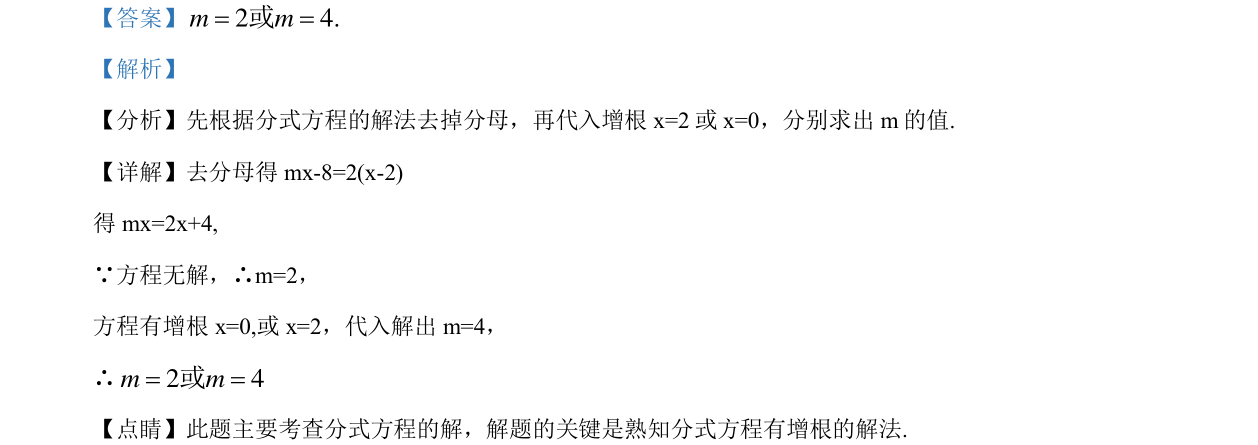 【答案】m = 2或m = 4.
【解析】
【分析】先根据分式方程的解法去掉分母，再代入增根 x=2 或 x=0，分别求出 m 的值.
【详解】去分母得 mx-8=2(x-2)
得 mx=2x+4,
∵方程无解，∴m=2，
方程有增根 x=0,或 x=2，代入解出 m=4，
∴ m = 2或m = 4
【点睛】此题主要考查分式方程的解，解题的关键是熟知分式方程有增根的解法.